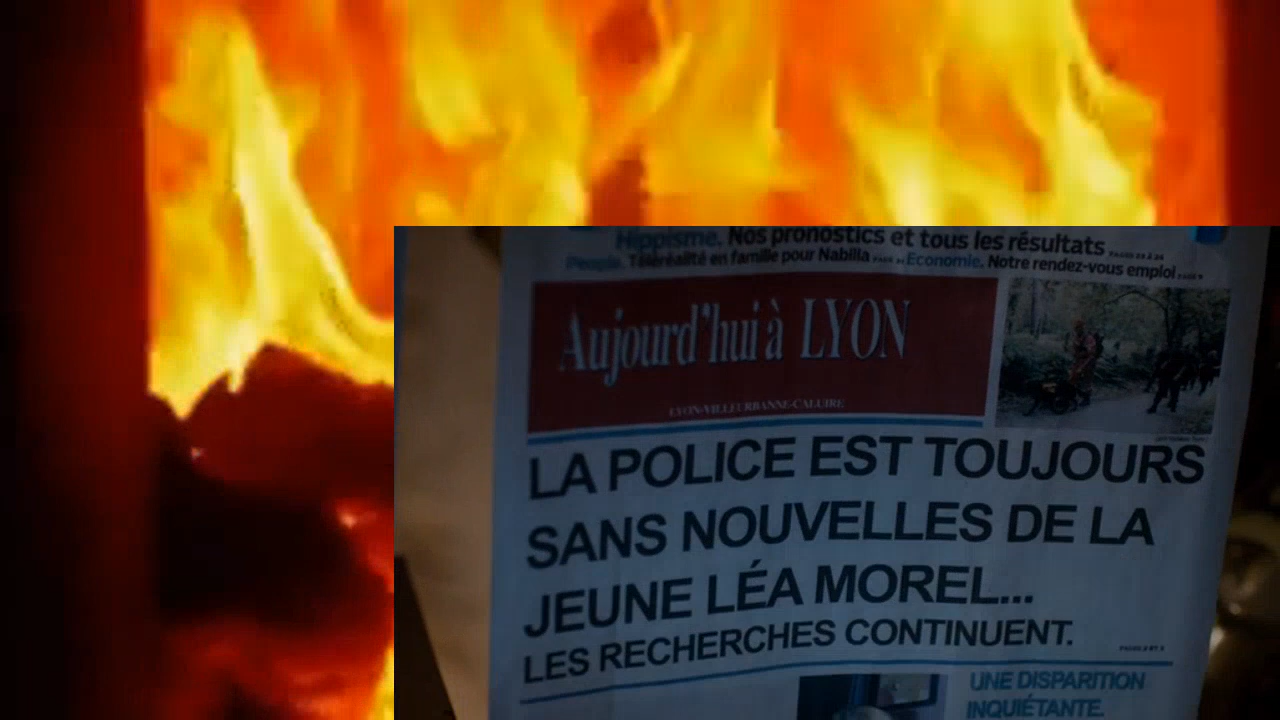 Hippisme. Nos pronostics et tous les résultats
People. Téléréalité en famille pour Nabilla Economie. Notre rendez-vous emploi
Aujourd'hui à LYON
LYON-VILLEURBANNE-CALUIRE
LA POLICE EST TOUJOURS
SANS NOUVELLES DE LA
JEUNE LÉA MOREL...
LES RECHERCHES CONTINUENT.
UNE DISPARITION
INQUIÉTANTE.